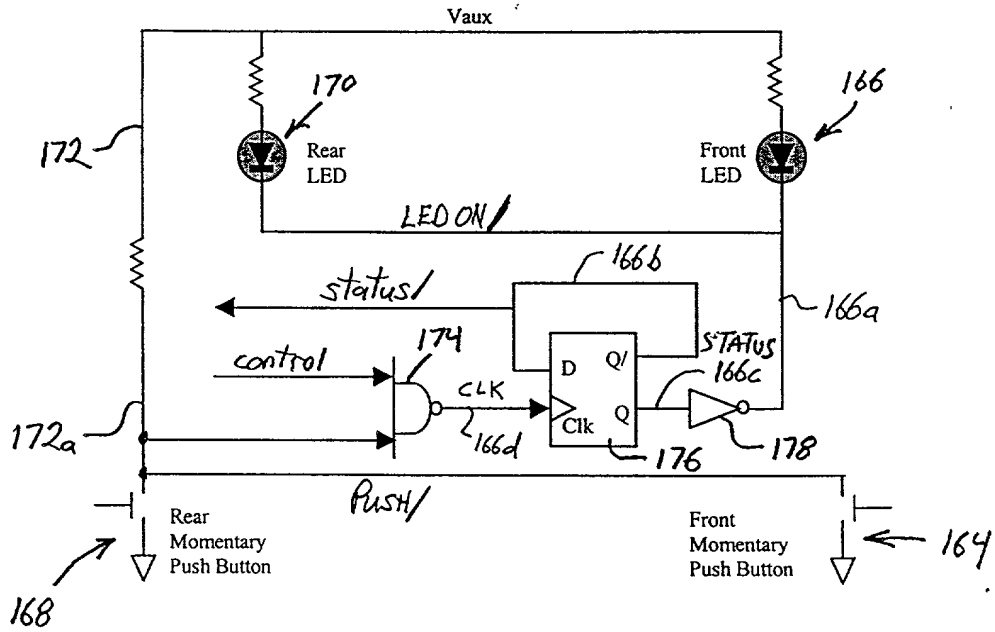 Vaux
170
166
172
Rear
LED
Front
LED
LED ON/
166b
status/
166a
174
STATUS
control
D
Q/
166c
CLK
172a
Clk
Q
166d
176
178
PUSH/
Rear
Momentary
Push Button
Front
Momentary
Push Button
164
168